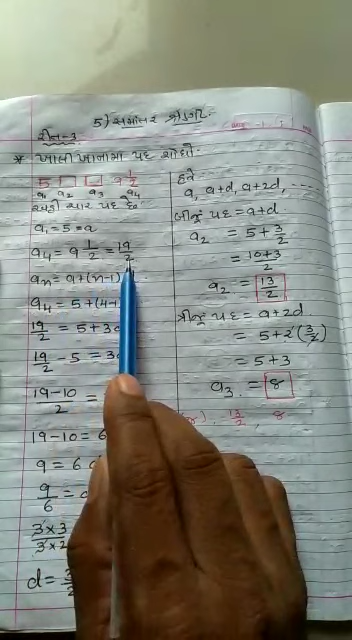 5) સમાંતર શ્રેણી
રીત-3
* ખાલી ખાનામાં પદ શોધો
5 □ □ 9 1/2
a₁ a₂ a₃ a₄
ચાર પદ છે
a₁ = 5 = a
a₄ = 9 1/2 = 19/2
aₙ = a + (n-1)
a₄ = 5 + (4-1
19/2 = 5 + 3d
19/2 - 5 = 3d
19-10/2 =
19-10 = 6
9 = 6
9/6 = d
3×3/3×2
d = 3/2
હવે
a, a+d, a+2d, ....
બીજુ પદ = a+d
a₂ = 5 + 3/2
= 10+3/2
a₂ = 13/2
ત્રીજુ પદ = a+2d
= 5 + 2(3/2)
= 5 + 3
a₃ = 8
13/2, 8